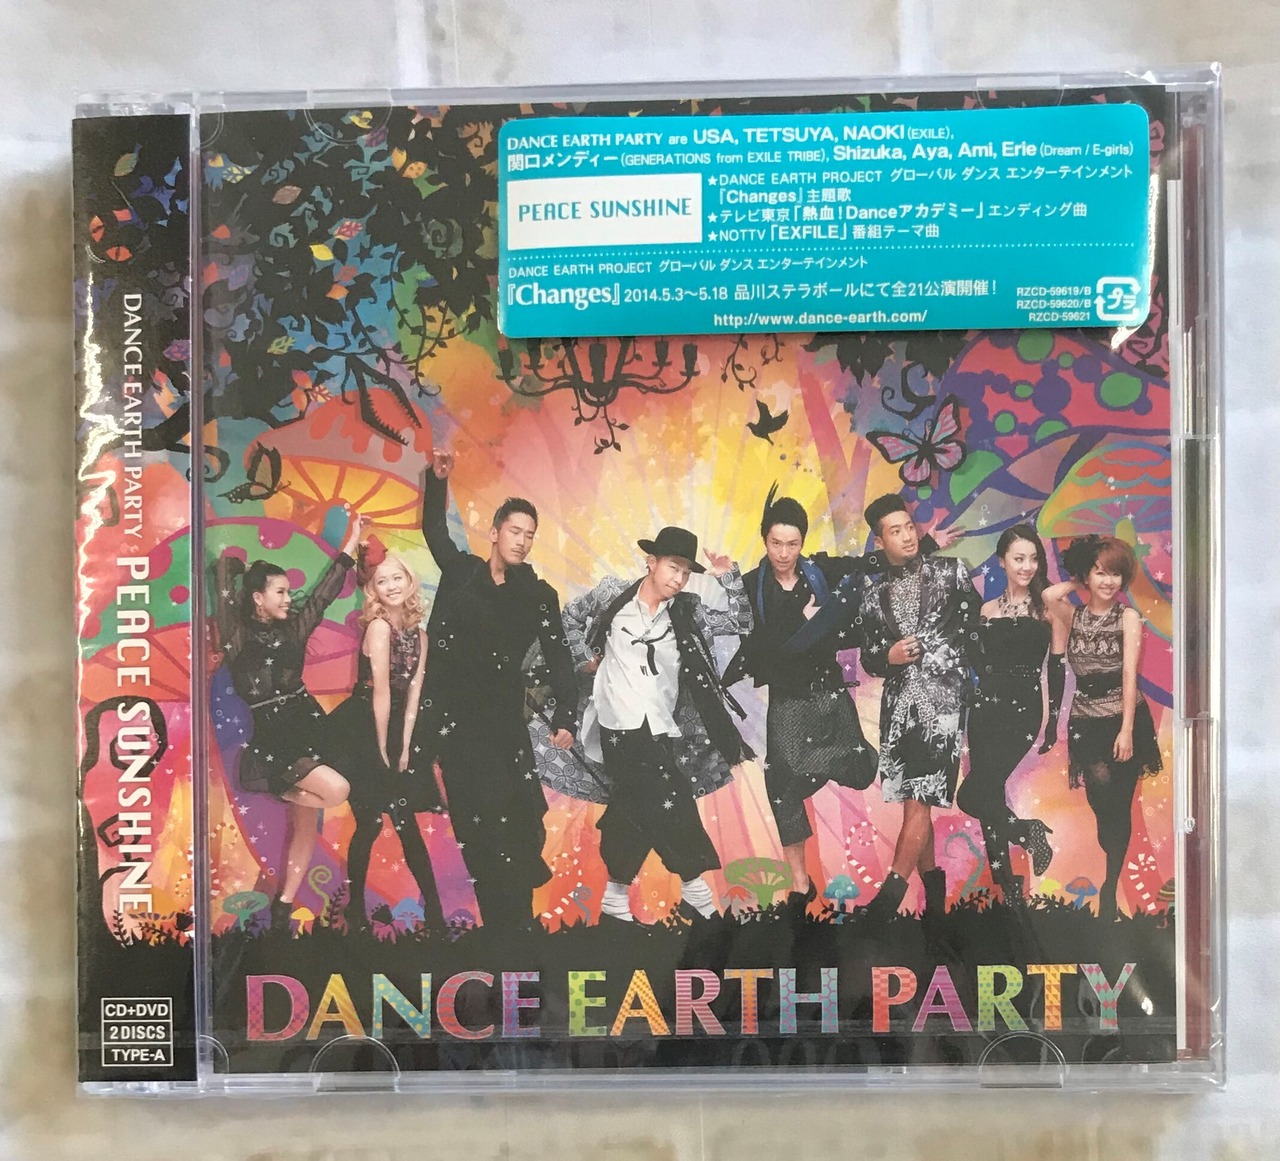 DANCE EARTH PARTY are USA, TETSUYA, NAOKI (EXILE),
関口メンディー (GENERATIONS from EXILE TRIBE), Shizuka, Aya, Ami, Erie (Dream / E-girls)
PEACE SUNSHINE
★DANCE EARTH PROJECT グローバル ダンス エンターテインメント
『Changes』主題歌
★テレビ東京「熱血！Danceアカデミー」エンディング曲
★NOTTV「EXFILE」番組テーマ曲
DANCE EARTH PROJECT グローバル ダンス エンターテインメント
『Changes』2014.5.3〜5.18 品川ステラボールにて全21公演開催！
http://www.dance-earth.com/
RZCD-59619/B
RZCD-59620/B
RZCD-59621
プラ
DANCE EARTH PARTY PEACE SUNSHINE
CD+DVD
2 DISCS
TYPE-A
DANCE EARTH PARTY